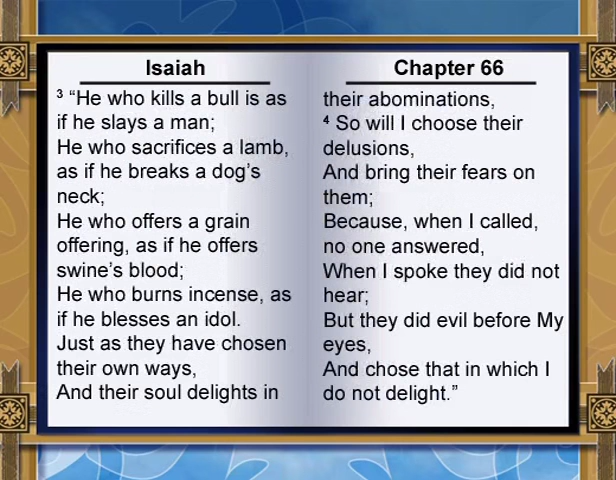 Isaiah
³ “He who kills a bull is as
if he slays a man;
He who sacrifices a lamb,
as if he breaks a dog’s
neck;
He who offers a grain
offering, as if he offers
swine’s blood;
He who burns incense, as
if he blesses an idol.
Just as they have chosen
their own ways,
And their soul delights in
Chapter 66
their abominations,
⁴ So will I choose their
delusions,
And bring their fears on
them;
Because, when I called,
no one answered,
When I spoke they did not
hear;
But they did evil before My
eyes,
And chose that in which I
do not delight.”